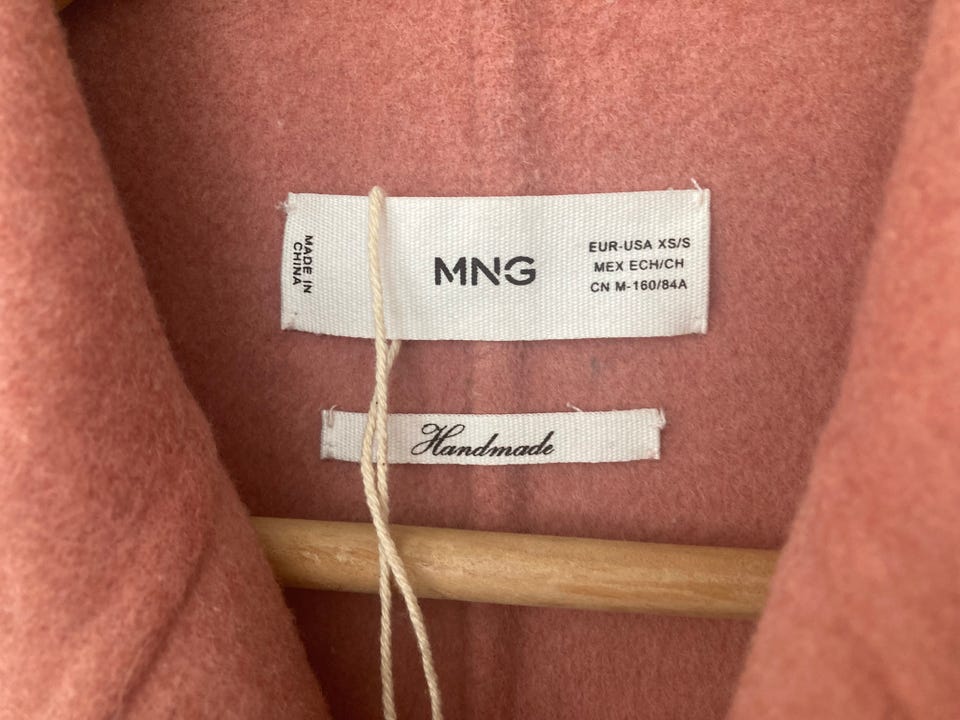 MADE IN
CHINA
MNG
EUR-USA XS/S
MEX ECH/CH
CN M-160/84A
Handmade